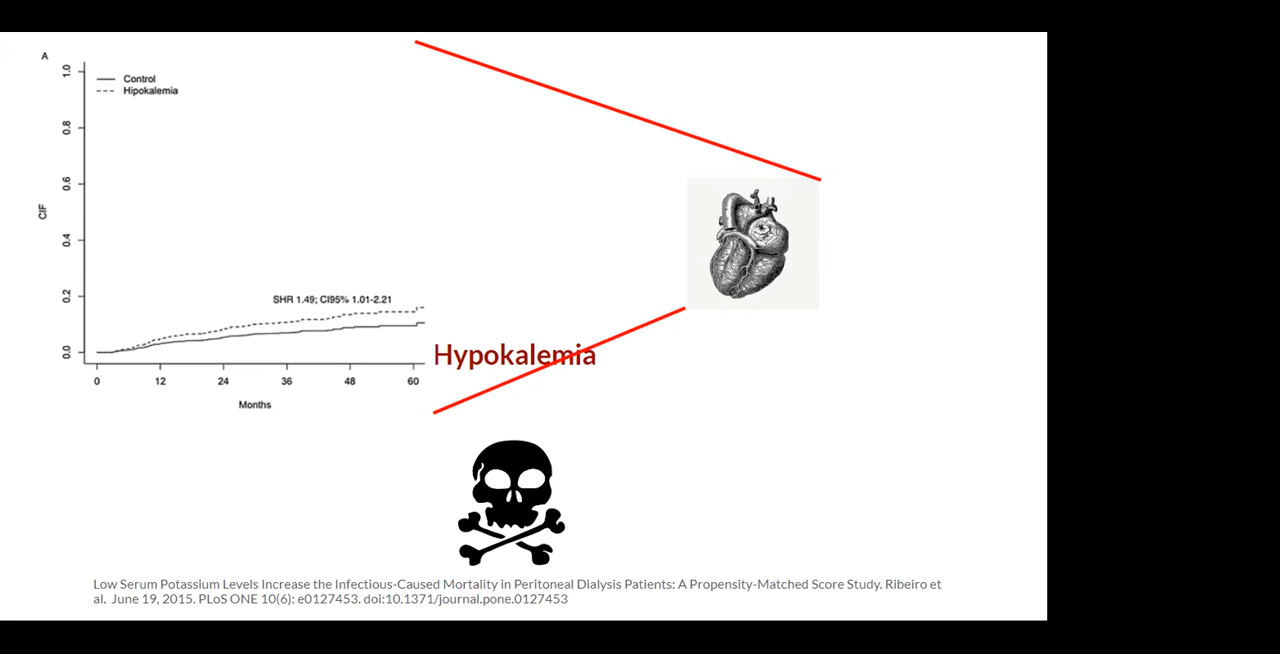 A
Control
Hipokalemia
1.0
0.8
0.6
0.4
0.2
0.0
CIF
SHR 1.49; CI95% 1.01-2.21
0 12 24 36 48 60
Months
Hypokalemia
Low Serum Potassium Levels Increase the Infectious-Caused Mortality in Peritoneal Dialysis Patients: A Propensity-Matched Score Study. Ribeiro et
al. June 19, 2015. PLoS ONE 10(6): e0127453. doi:10.1371/journal.pone.0127453